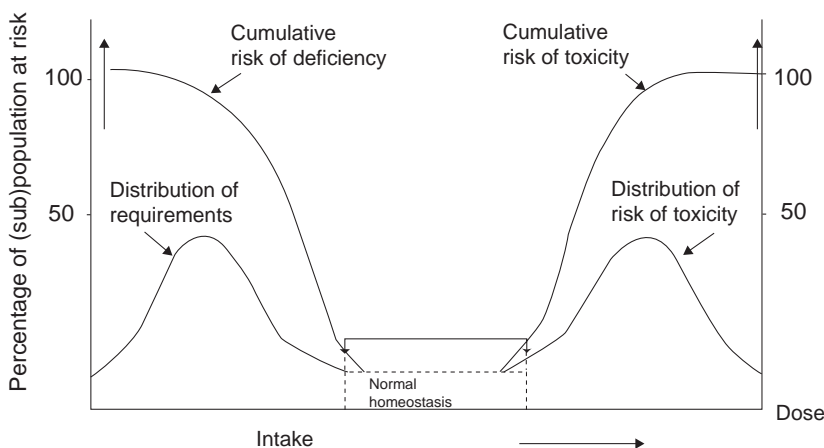 Cumulative
risk of deficiency
Cumulative
risk of toxicity
100
100
Distribution of
requirements
Distribution of
risk of toxicity
50
50
Percentage of (sub)population at risk
Normal
homeostasis
Dose
Intake